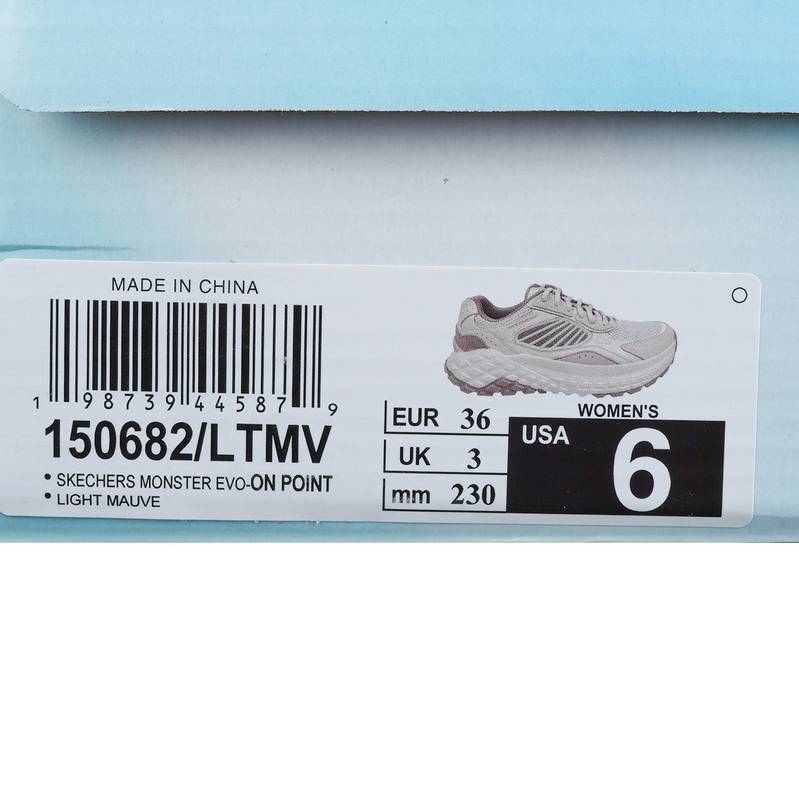 MADE IN CHINA
1 98739 44587 9
150682/LTMV
• SKECHERS MONSTER EVO-ON POINT
• LIGHT MAUVE
EUR 36
UK 3
mm 230
WOMEN'S
USA 6